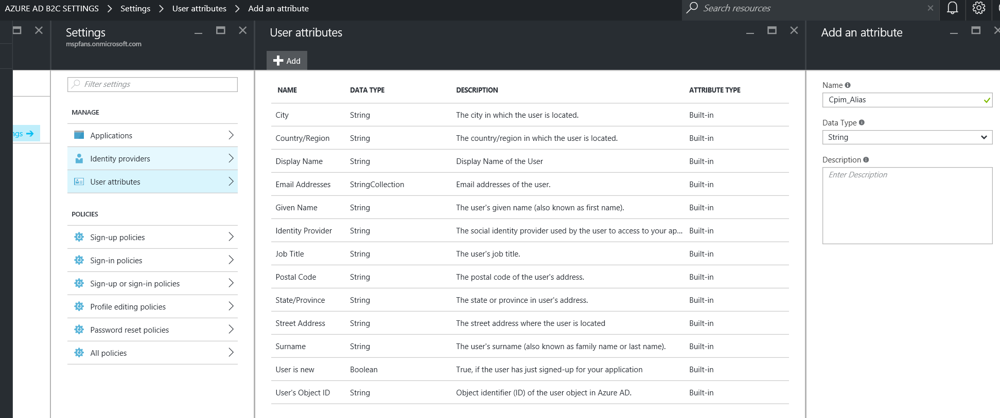 AZURE AD B2C SETTINGS > Settings > User attributes > Add an attribute
Search resources
Settings
mspfans.onmicrosoft.com
Filter settings
MANAGE
Applications
Identity providers
User attributes
POLICIES
Sign-up policies
Sign-in policies
Sign-up or sign-in policies
Profile editing policies
Password reset policies
All policies
User attributes
Add
NAME DATA TYPE DESCRIPTION ATTRIBUTE TYPE
City String The city in which the user is located. Built-in
Country/Region String The country/region in which the user is located. Built-in
Display Name String Display Name of the User Built-in
Email Addresses StringCollection Email addresses of the user. Built-in
Given Name String The user's given name (also known as first name). Built-in
Identity Provider String The social identity provider used by the user to access to your ap... Built-in
Job Title String The user's job title. Built-in
Postal Code String The postal code of the user's address. Built-in
State/Province String The state or province in user's address. Built-in
Street Address String The street address where the user is located Built-in
Surname String The user's surname (also known as family name or last name). Built-in
User is new Boolean True, if the user has just signed-up for your application Built-in
User's Object ID String Object identifier (ID) of the user object in Azure AD. Built-in
Add an attribute
Name
Cpim_Alias
Data Type
String
Description
Enter Description